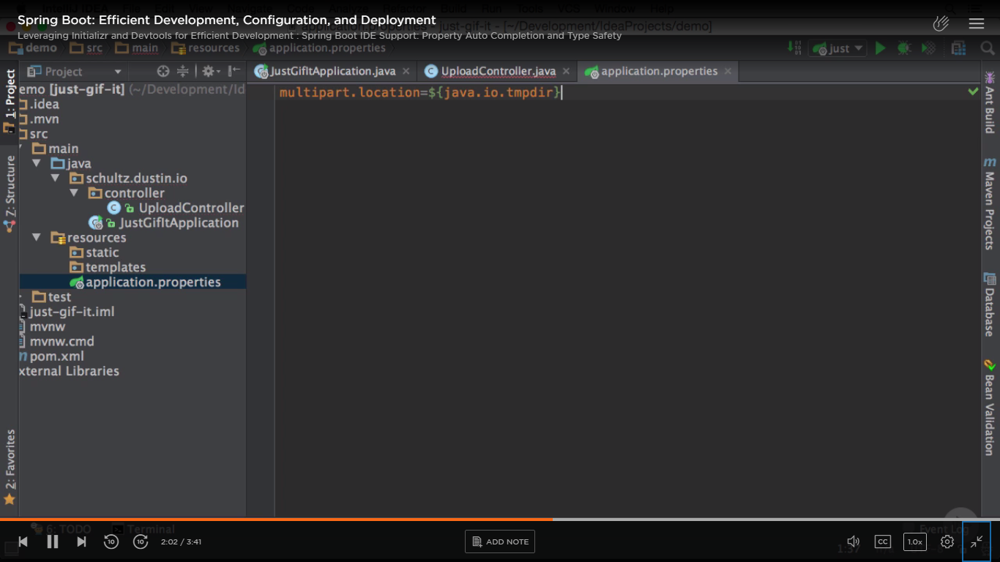 Spring Boot: Efficient Development, Configuration, and Deployment
application.properties - just-gif-it - [~/Development/IdeaProjects/demo]
Leveraging Initializr and Devtools for Efficient Development : Spring Boot IDE Support: Property Auto Completion and Type Safety
demo src main resources application.properties just
1: Project
Project
JustGifItApplication.java
UploadController.java
application.properties
emo [just-gif-it] (~/Development/Id
multipart.location=${java.io.tmpdir}
.idea
.mvn
src
main
java
schultz.dustin.io
controller
UploadController
JustGifItApplication
resources
static
templates
application.properties
test
just-gif-it.iml
mvnw
mvnw.cmd
pom.xml
xternal Libraries
Z: Structure
2: Favorites
Ant Build
Maven Projects
Database
Bean Validation
6: TODO
Terminal
Event Log
10
10
2:02 / 3:41
ADD NOTE
CC
1.0x